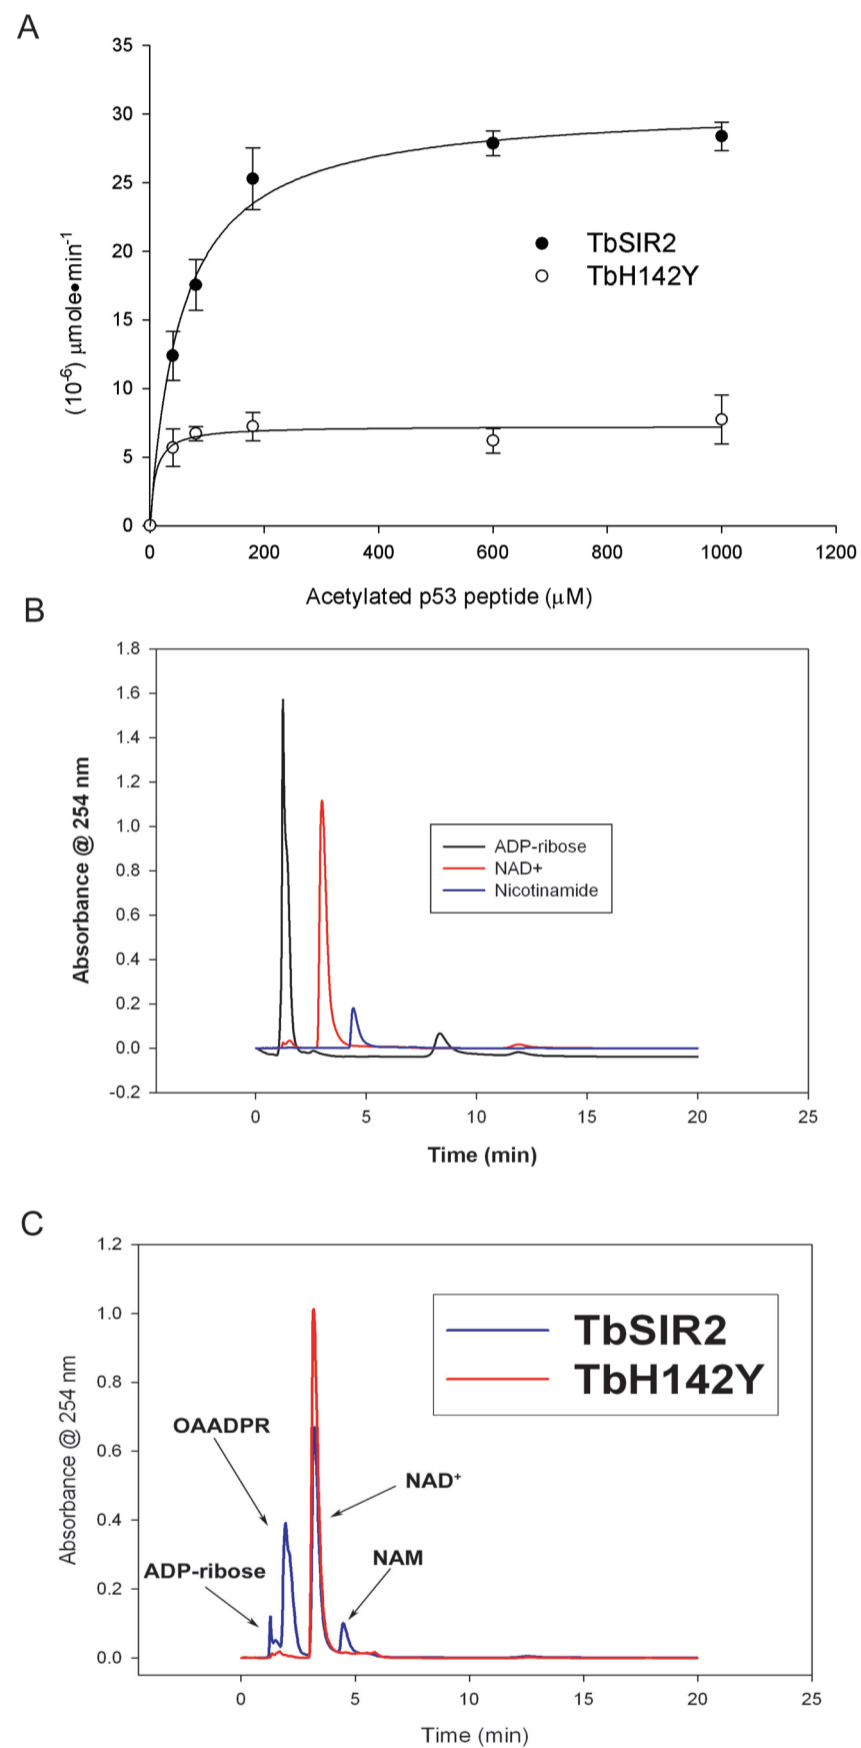 A
35
30
25
20
15
10
5
0
(10⁻⁶) μmole•min⁻¹
TbSIR2
TbH142Y
0 200 400 600 800 1000 1200
Acetylated p53 peptide (μM)
B
1.8
1.6
1.4
1.2
1.0
0.8
0.6
0.4
0.2
0.0
-0.2
Absorbance @ 254 nm
ADP-ribose
NAD+
Nicotinamide
0 5 10 15 20 25
Time (min)
C
1.2
1.0
0.8
0.6
0.4
0.2
0.0
Absorbance @ 254 nm
TbSIR2
TbH142Y
OAADPR
NAD⁺
NAM
ADP-ribose
0 5 10 15 20 25
Time (min)